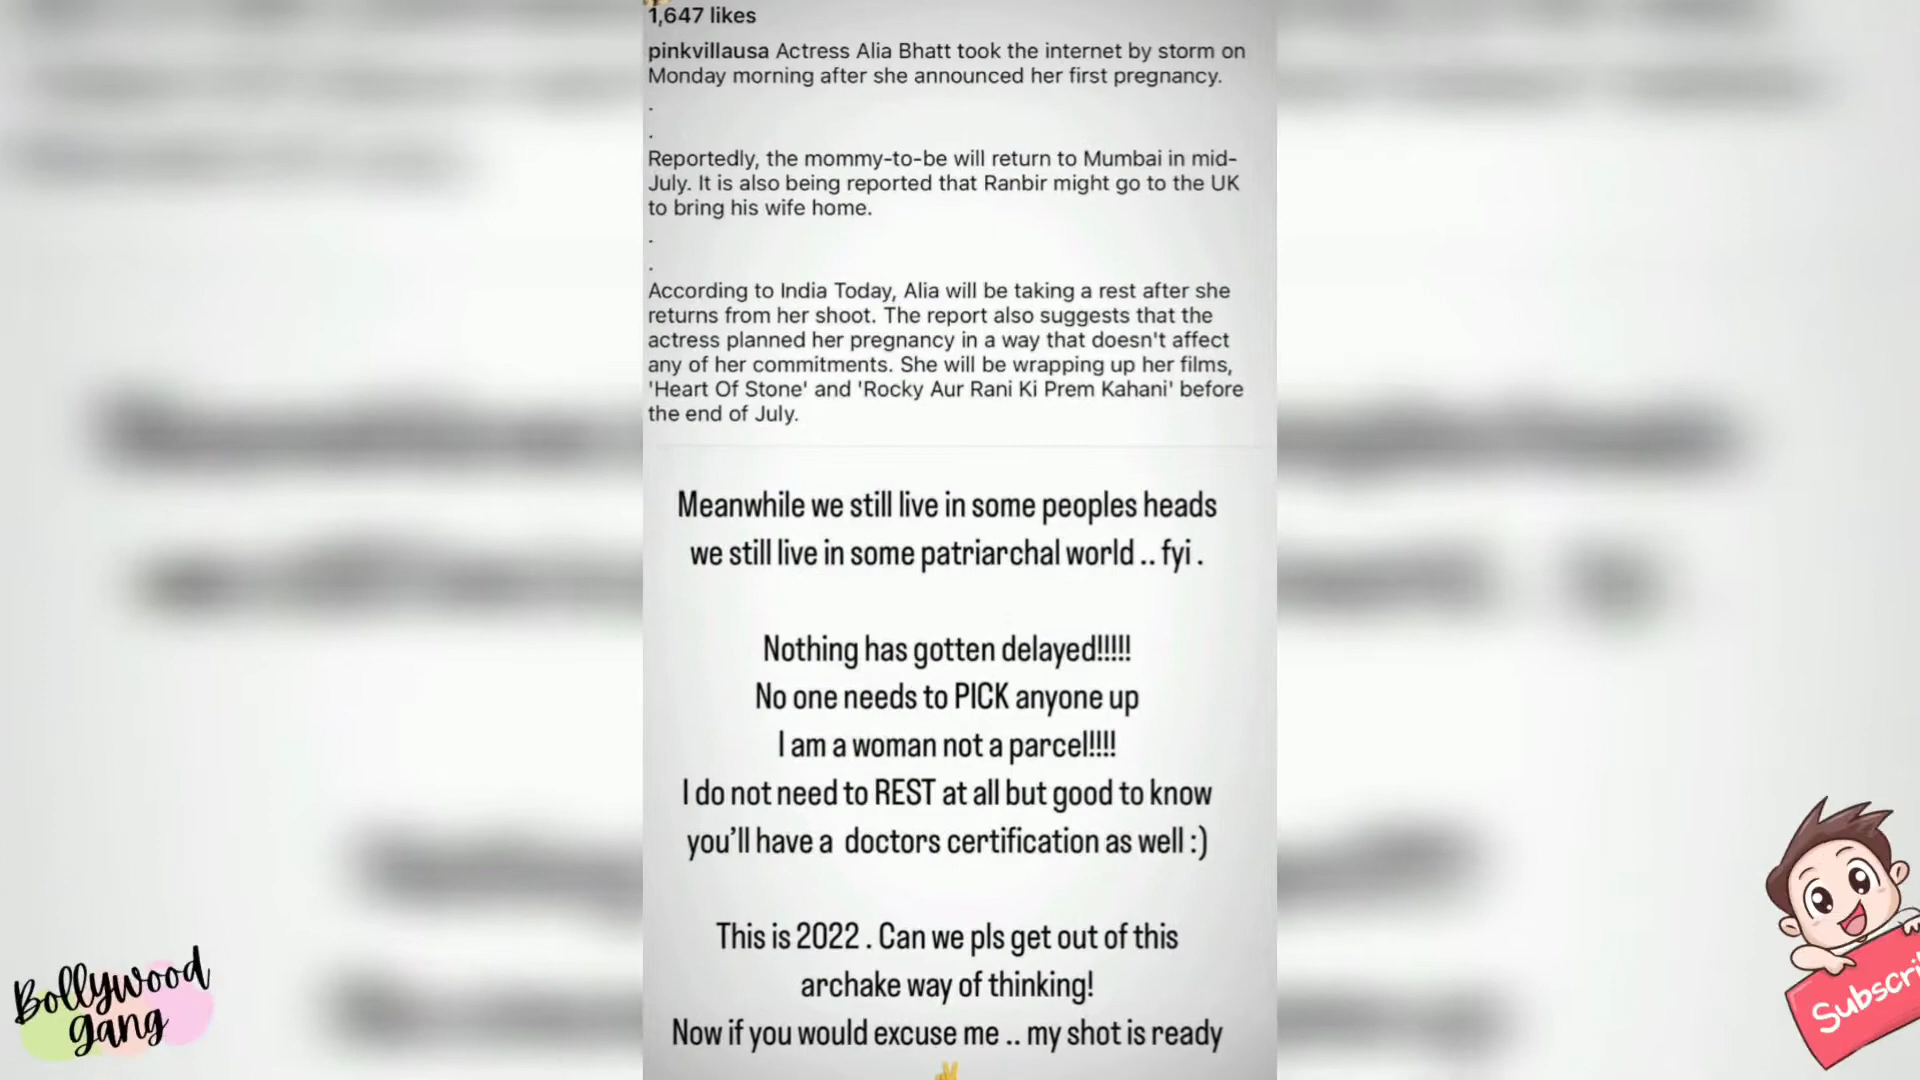 1,647 likes
pinkvillausa Actress Alia Bhatt took the internet by storm on
Monday morning after she announced her first pregnancy.
.
.
Reportedly, the mommy-to-be will return to Mumbai in mid-
July. It is also being reported that Ranbir might go to the UK
to bring his wife home.
.
.
According to India Today, Alia will be taking a rest after she
returns from her shoot. The report also suggests that the
actress planned her pregnancy in a way that doesn't affect
any of her commitments. She will be wrapping up her films,
'Heart Of Stone' and 'Rocky Aur Rani Ki Prem Kahani' before
the end of July.
Meanwhile we still live in some peoples heads
we still live in some patriarchal world .. fyi .
Nothing has gotten delayed!!!!!
No one needs to PICK anyone up
I am a woman not a parcel!!!!
I do not need to REST at all but good to know
you’ll have a doctors certification as well :)
This is 2022 . Can we pls get out of this
archake way of thinking!
Now if you would excuse me .. my shot is ready
Bollywood
gang
Subscri